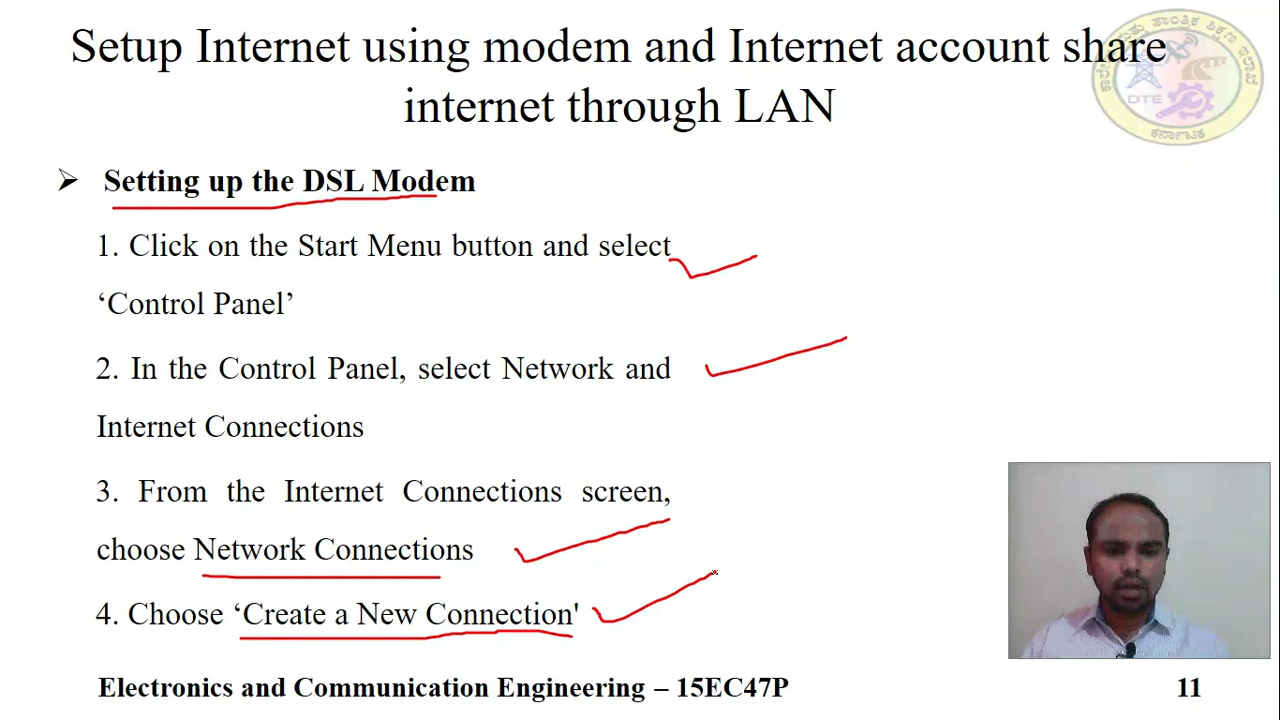 Setup Internet using modem and Internet account share
internet through LAN
➢ Setting up the DSL Modem
1. Click on the Start Menu button and select
‘Control Panel’
2. In the Control Panel, select Network and
Internet Connections
3. From the Internet Connections screen,
choose Network Connections
4. Choose ‘Create a New Connection'
Electronics and Communication Engineering – 15EC47P
11
DTE
ಕರ್ನಾಟಕ